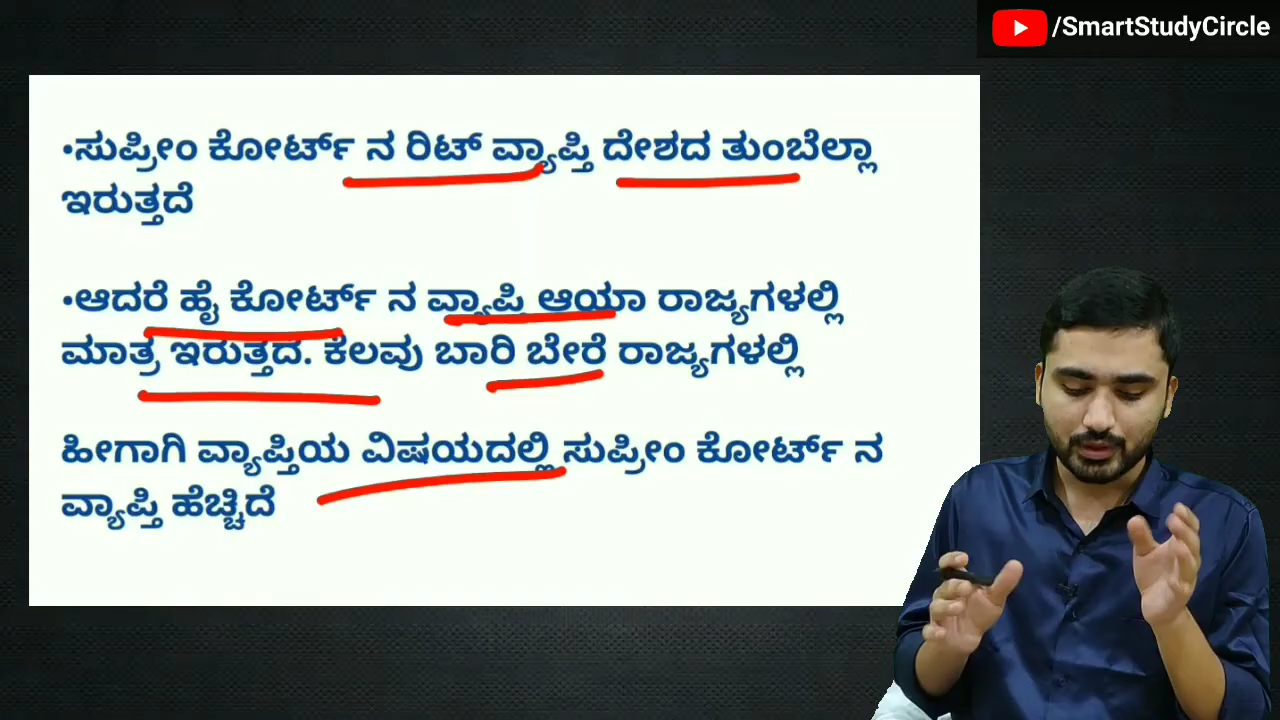 /SmartStudyCircle
•ಸುಪ್ರೀಂ ಕೋರ್ಟ್ ನ ರಿಟ್ ವ್ಯಾಪ್ತಿ ದೇಶದ ತುಂಬೆಲ್ಲಾ
ಇರುತ್ತದೆ
•ಆದರೆ ಹೈ ಕೋರ್ಟ್ ನ ವ್ಯಾಪ್ತಿ ಆಯಾ ರಾಜ್ಯಗಳಲ್ಲಿ
ಮಾತ್ರ ಇರುತ್ತದೆ. ಕೆಲವು ಬಾರಿ ಬೇರೆ ರಾಜ್ಯಗಳಲ್ಲಿ
ಹೀಗಾಗಿ ವ್ಯಾಪ್ತಿಯ ವಿಷಯದಲ್ಲಿ ಸುಪ್ರೀಂ ಕೋರ್ಟ್ ನ
ವ್ಯಾಪ್ತಿ ಹೆಚ್ಚಿದೆ